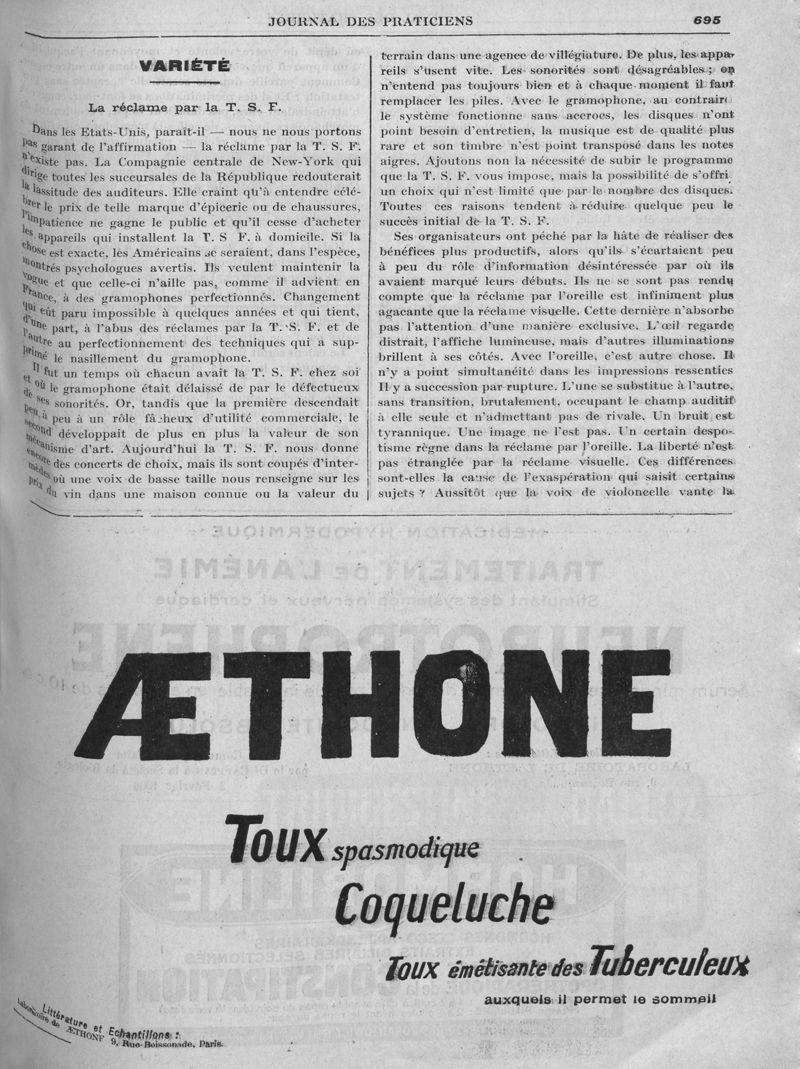 JOURNAL DES PRATICIENS 695
VARIÉTÉ
La réclame par la T. S. F.
Dans les Etats-Unis, paraît-il — nous ne nous portons
pas garant de l'affirmation — la réclame par la T. S. F.
n'existe pas. La Compagnie centrale de New-York qui
dirige toutes les succursales de la République redouterait
la lassitude des auditeurs. Elle craint qu'à entendre célé-
brer le prix de telle marque d'épicerie ou de chaussures,
l'impatience ne gagne le public et qu'il cesse d'acheter
les appareils qui installent la T. S F. à domicile. Si la
chose est exacte, les Américains se seraient, dans l'espèce,
montrés psychologues avertis. Ils veulent maintenir la
vogue et que celle-ci n'aille pas, comme il advient en
France, à des gramophones perfectionnés. Changement
qui eût paru impossible à quelques années et qui tient,
d'une part, à l'abus des réclames par la T. S. F. et de
l'autre au perfectionnement des techniques qui a sup-
primé le nasillement du gramophone.
Il fut un temps où chacun avait la T. S. F. chez soi
et où le gramophone était délaissé de par le défectueux
de ses sonorités. Or, tandis que la première descendait
peu à peu à un rôle fâcheux d'utilité commerciale, le
second développait de plus en plus la valeur de son
mécanisme d'art. Aujourd'hui la T. S. F. nous donne
encore des concerts de choix, mais ils sont coupés d'inter-
mèdes où une voix de basse taille nous renseigne sur les
prix du vin dans une maison connue ou la valeur du
terrain dans une agence de villégiature. De plus, les appa-
reils s'usent vite. Les sonorités sont désagréables ; on
n'entend pas toujours bien et à chaque moment il faut
remplacer les piles. Avec le gramophone, au contraire
le système fonctionne sans accrocs, les disques n'ont
point besoin d'entretien, la musique est de qualité plus
rare et son timbre n'est point transposé dans les notes
aigres. Ajoutons non la nécessité de subir le programme
que la T. S. F. vous impose, mais la possibilité de s'offrir
un choix qui n'est limité que par le nombre des disques.
Toutes ces raisons tendent à réduire quelque peu le
succès initial de la T. S. F.
Ses organisateurs ont péché par la hâte de réaliser des
bénéfices plus productifs, alors qu'ils s'écartaient peu
à peu du rôle d'information désintéressée par où ils
avaient marqué leurs débuts. Ils ne se sont pas rendu
compte que la réclame par l'oreille est infiniment plus
agacante que la réclame visuelle. Cette dernière n'absorbe
pas l'attention d'une manière exclusive. L'œil regarde
distrait, l'affiche lumineuse, mais d'autres illuminations
brillent à ses côtés. Avec l'oreille, c'est autre chose. Il
n'y a point simultanéité dans les impressions ressenties
Il y a succession par rupture. L'une se substitue à l'autre,
sans transition, brutalement, occupant le champ auditif
à elle seule et n'admettant pas de rivale. Un bruit est
tyrannique. Une image ne l'est pas. Un certain despo-
tisme règne dans la réclame par l'oreille. La liberté n'est
pas étranglée par la réclame visuelle. Ces différences
sont-elles la cause de l'exaspération qui saisit certains
sujets ? Aussitôt que la voix de violoncelle vante la
ÆTHONE
Toux spasmodique
Coqueluche
Toux émétisante des Tuberculeux
auxquels il permet le sommeil
Littérature et Echantillons :
Laboratoire de ÆTHONE 9, Rue Boissonade, Paris.